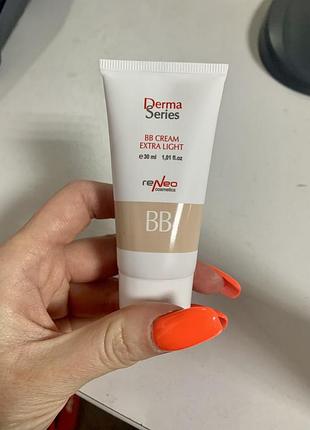 Derma
Series
BB CREAM
EXTRA LIGHT
℮ 30 ml | 1,01 fl.oz
reNeo
cosmetics
BB